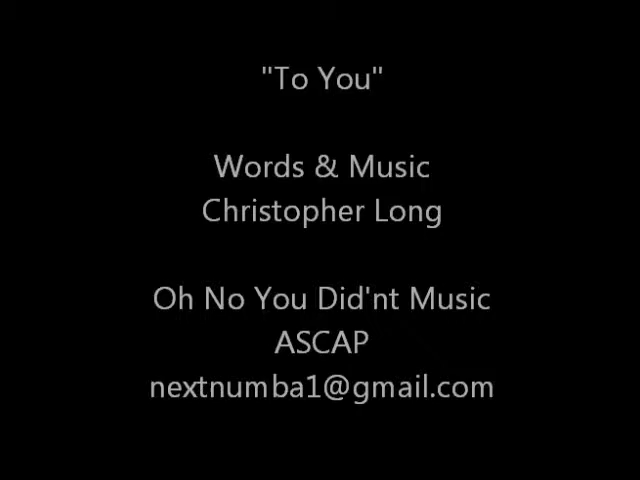 "To You"
Words & Music
Christopher Long
Oh No You Did'nt Music
ASCAP
nextnumba1@gmail.com